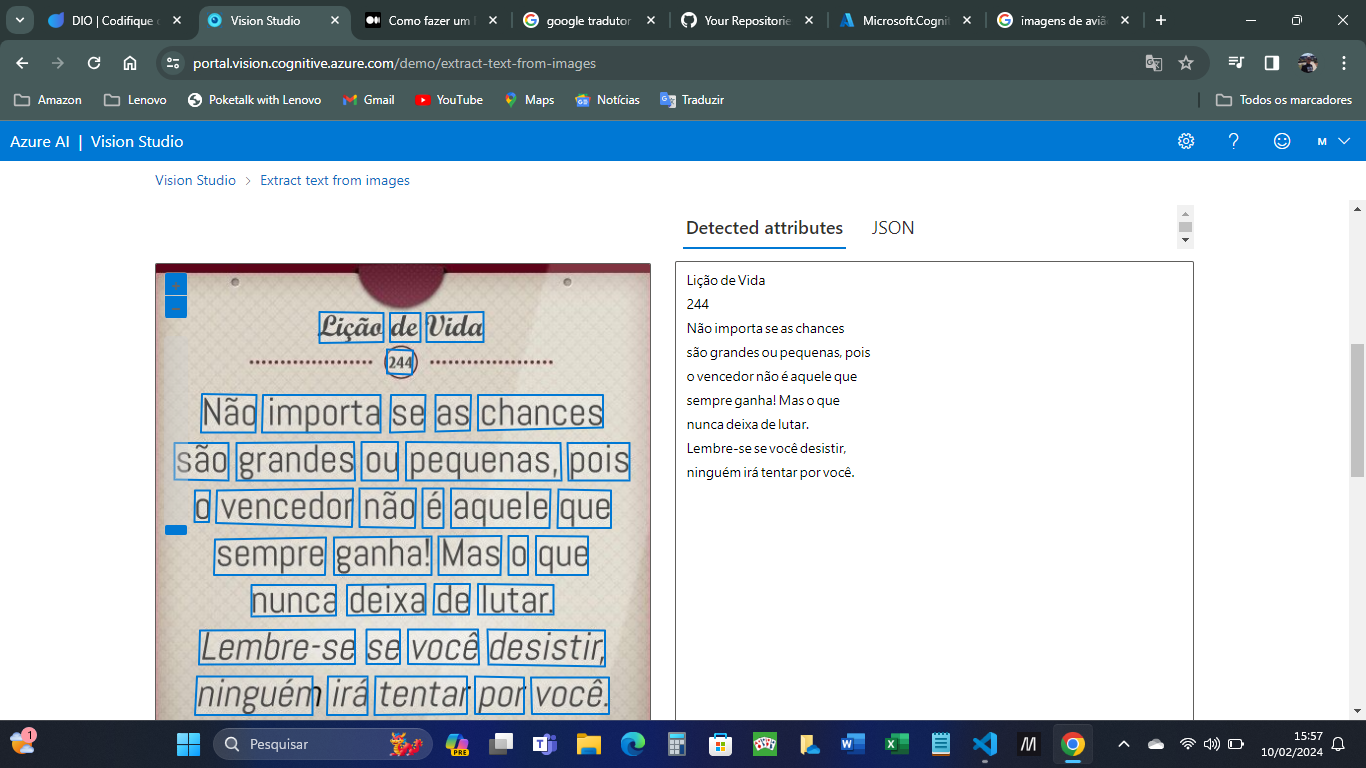 DIO | Codifique o
Vision Studio
Como fazer um
google tradutor
Your Repositorie
Microsoft.Cogni
imagens de aviã
portal.vision.cognitive.azure.com/demo/extract-text-from-images
Amazon
Lenovo
Poketalk with Lenovo
Gmail
YouTube
Maps
Notícias
Traduzir
Todos os marcadores
Azure AI | Vision Studio
M
Vision Studio > Extract text from images
Detected attributes
JSON
Lição de Vida
244
Não importa se as chances
são grandes ou pequenas, pois
o vencedor não é aquele que
sempre ganha! Mas o que
nunca deixa de lutar.
Lembre-se se você desistir,
ninguém irá tentar por você.
Lição de Vida
244
Não importa se as chances
são grandes ou pequenas, pois
o vencedor não é aquele que
sempre ganha! Mas o que
nunca deixa de lutar.
Lembre-se se você desistir,
ninguém irá tentar por você.
1
Pesquisar
PRE
15:57
10/02/2024